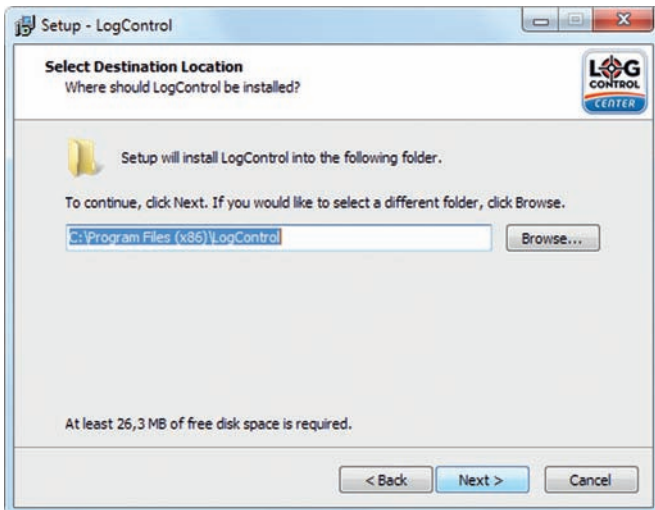 Setup - LogControl
Select Destination Location
Where should LogControl be installed?
LOG
CONTROL
CENTER
Setup will install LogControl into the following folder.
To continue, click Next. If you would like to select a different folder, click Browse.
C:\Program Files (x86)\LogControl
Browse...
At least 26,3 MB of free disk space is required.
< Back
Next >
Cancel